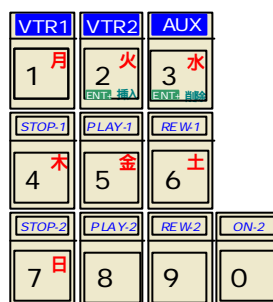 VTR1 VTR2 AUX
1 月 2 火 3 水
ENT. 挿入 ENT. 削除
STOP-1 PLAY-1 REW-1
4 木 5 金 6 土
STOP-2 PLAY-2 REW-2 ON-2
7 日 8 9 0